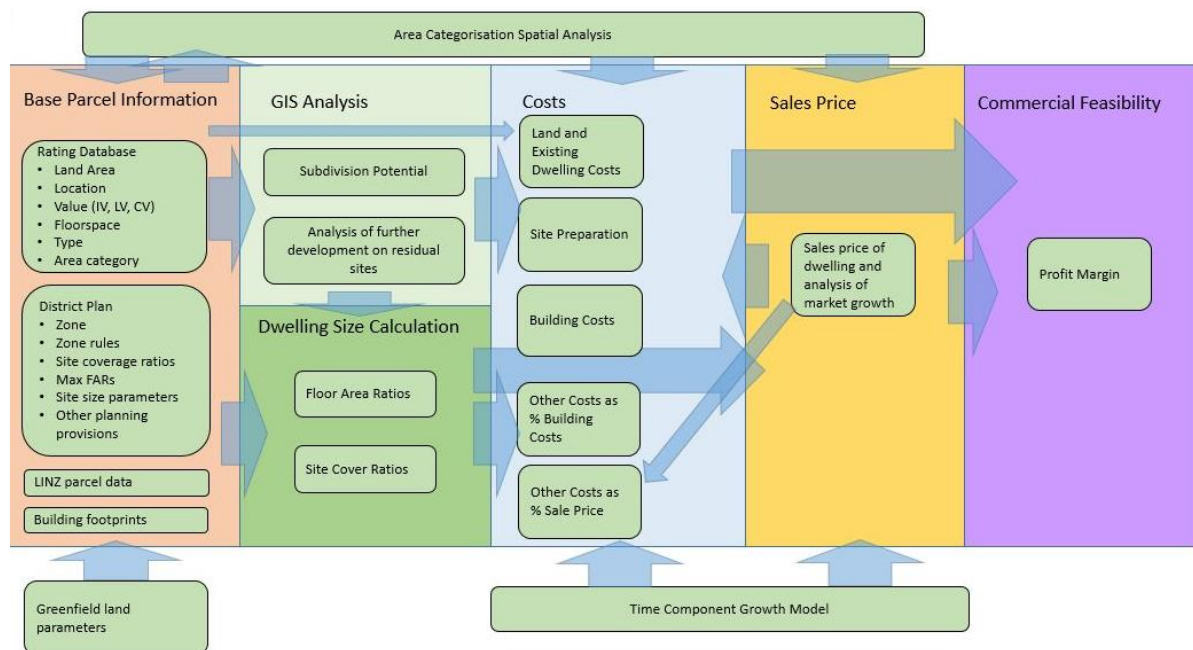 Area Categorisation Spatial Analysis
Base Parcel Information
Rating Database
• Land Area
• Location
• Value (IV, LV, CV)
• Floorspace
• Type
• Area category
District Plan
• Zone
• Zone rules
• Site coverage ratios
• Max FARs
• Site size parameters
• Other planning
provisions
LINZ parcel data
Building footprints
Greenfield land
parameters
GIS Analysis
Subdivision Potential
Analysis of further
development on residual
sites
Dwelling Size Calculation
Floor Area Ratios
Site Cover Ratios
Costs
Land and
Existing
Dwelling Costs
Site Preparation
Building Costs
Other Costs as
% Building
Costs
Other Costs as
% Sale Price
Sales Price
Sales price of
dwelling and
analysis of
market growth
Commercial Feasibility
Profit Margin
Time Component Growth Model